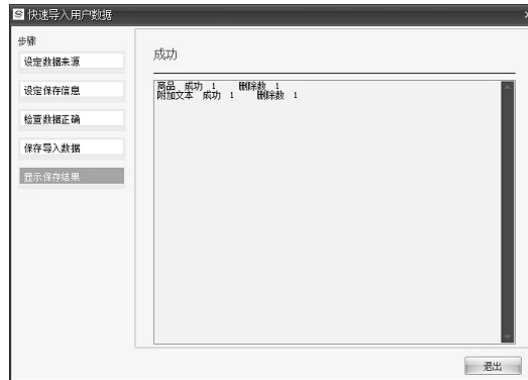 快速导入用户数据
步骤
设定数据来源
设定保存信息
检查数据正确
保存导入数据
显示保存结果
成功
商品 成功 1 删除数 1
附加文本 成功 1 删除数 1
退出